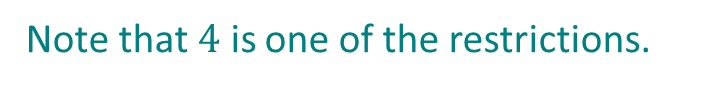 Note that 4 is one of the restrictions.